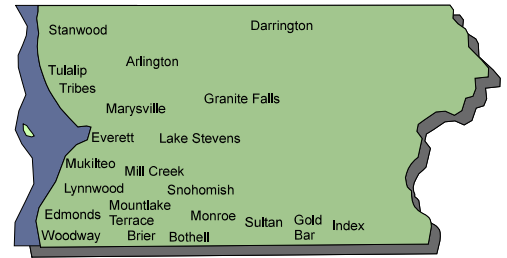 Darrington
Stanwood
Arlington
Tulalip
Tribes
Granite Falls
Marysville
Everett
Lake Stevens
Mukilteo
Mill Creek
Lynnwood
Snohomish
Mountlake
Terrace
Edmonds
Monroe
Sultan
Gold
Bar
Index
Woodway
Brier
Bothell